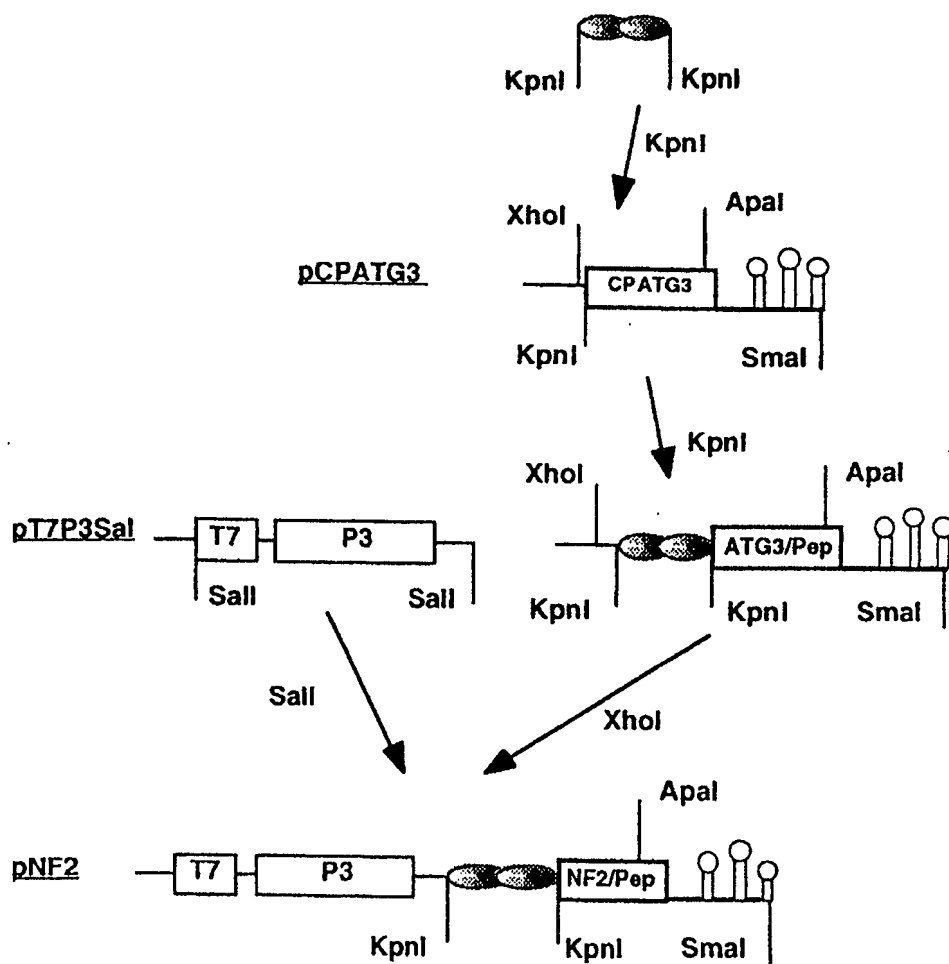 KpnI KpnI
KpnI
XhoI ApaI
pCPATG3
CPATG3
KpnI SmaI
KpnI
XhoI ApaI
pT7P3Sal T7 P3
ATG3/Pep
SalI SalI
KpnI KpnI SmaI
SalI XhoI
ApaI
pNF2 T7 P3 NF2/Pep
KpnI KpnI SmaI